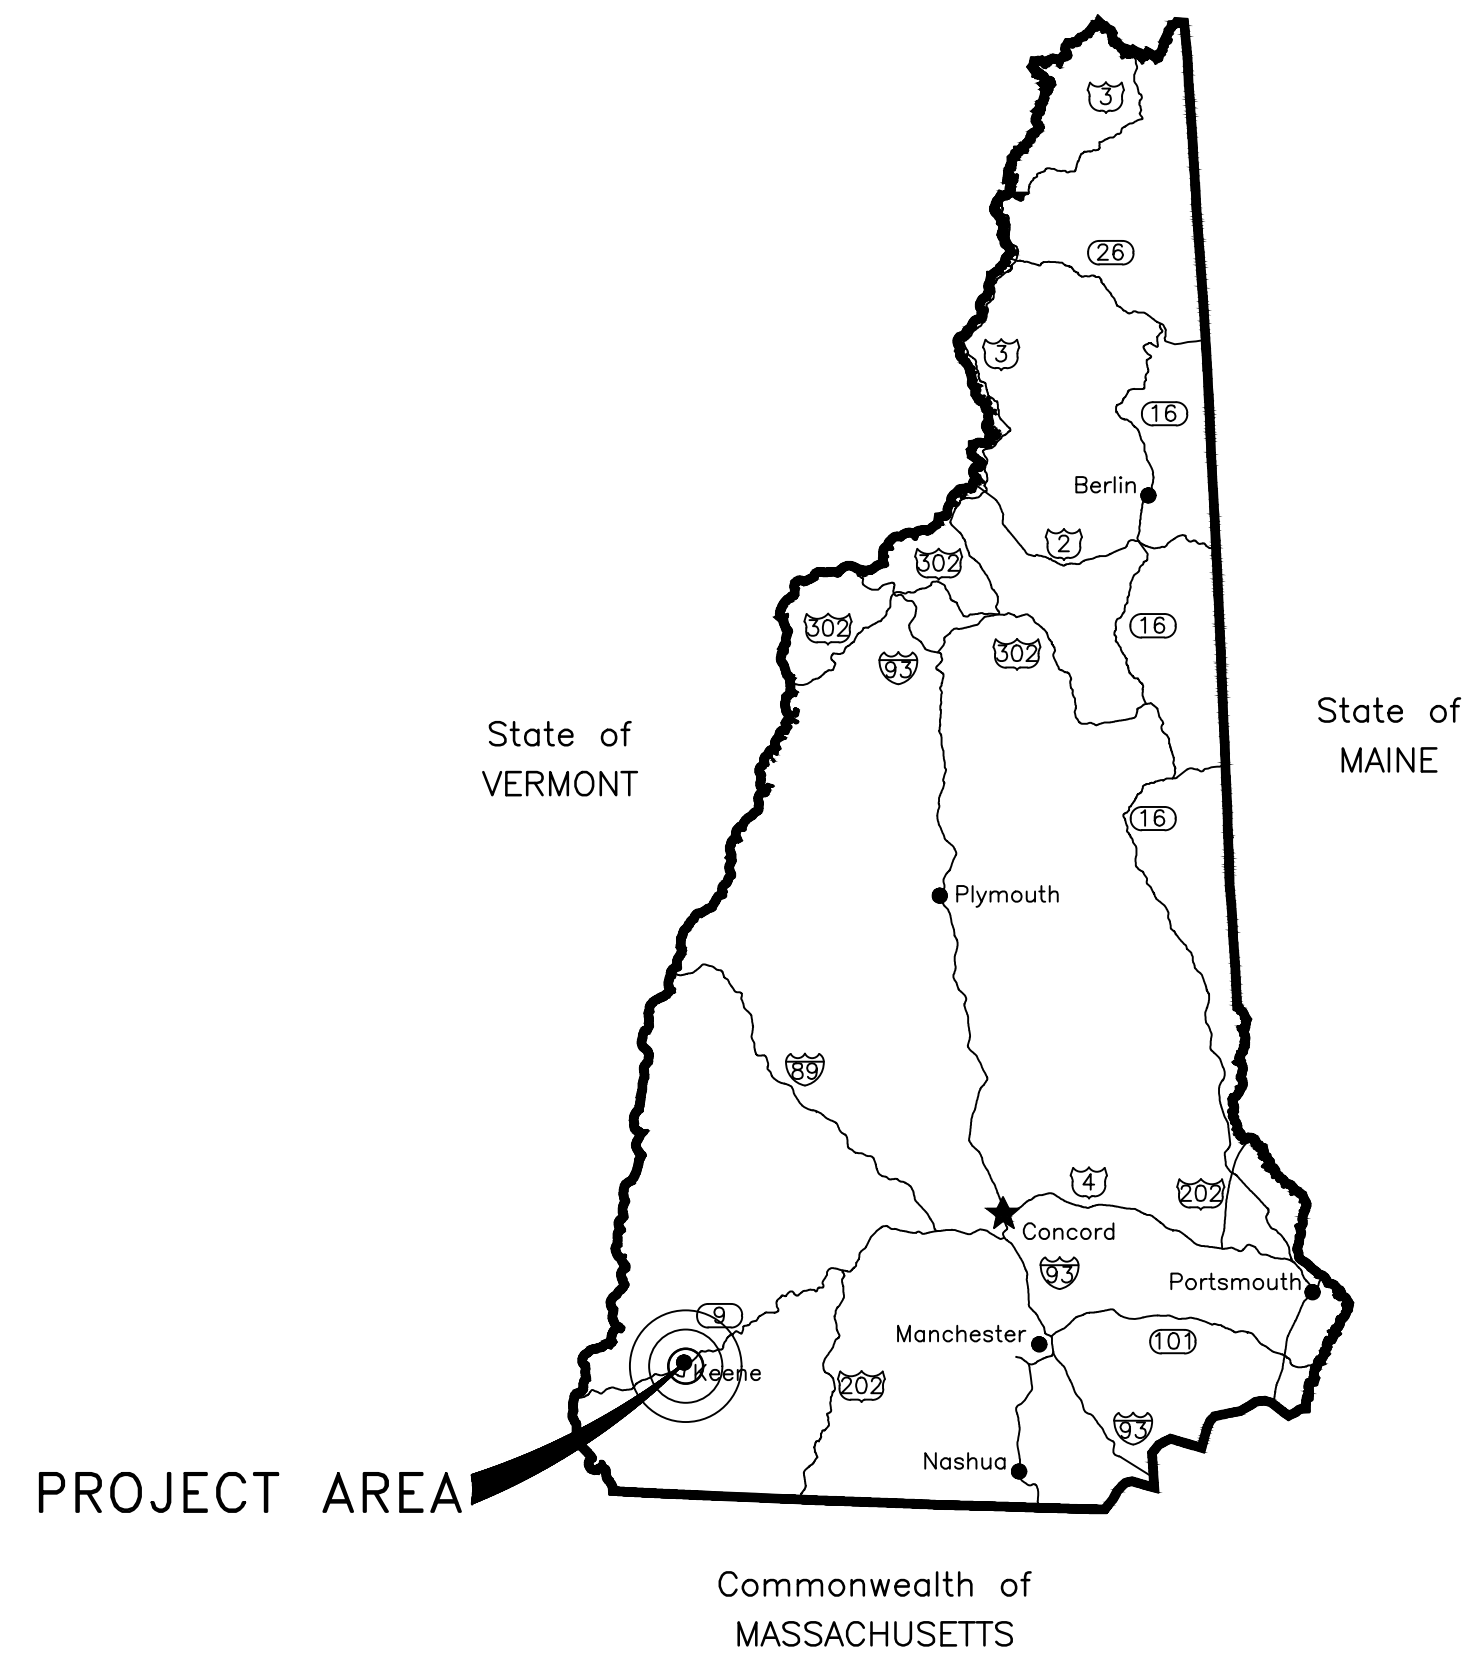 3
26
3
16
Berlin
2
302
302
16
93
302
State of
MAINE
State of
VERMONT
16
Plymouth
89
4
202
Concord
93
Portsmouth
9
Manchester
101
Keene
202
93
Nashua
PROJECT AREA
Commonwealth of
MASSACHUSETTS